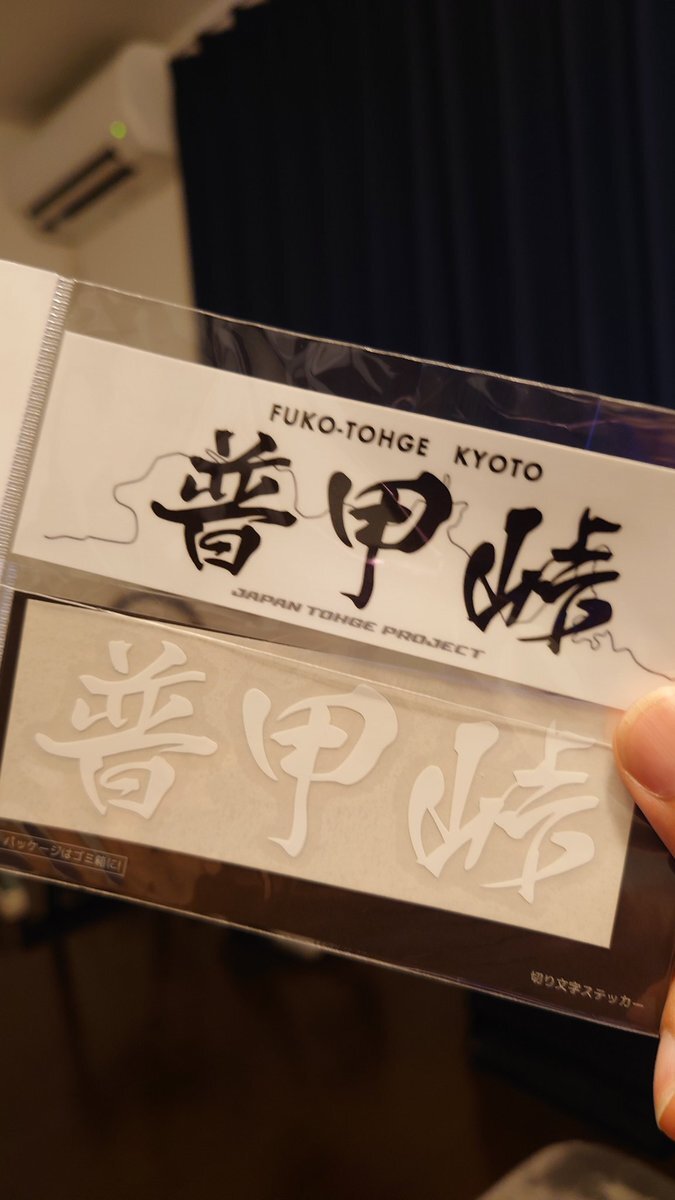 FUKO-TOHGE KYOTO
普甲峠
JAPAN TOHGE PROJECT
普甲峠
パッケージはゴミ箱に!
切り文字ステッカー